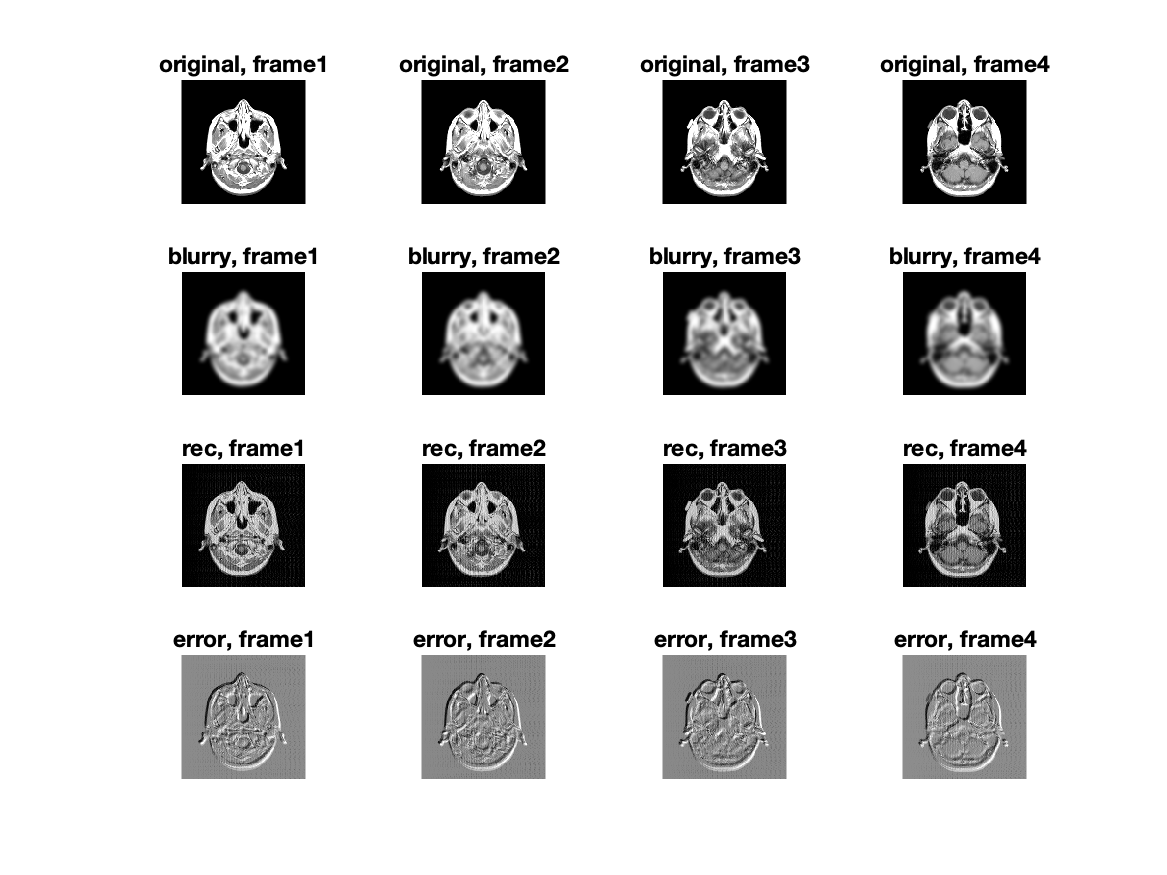 original, frame1
original, frame2
original, frame3
original, frame4
blurry, frame1
blurry, frame2
blurry, frame3
blurry, frame4
rec, frame1
rec, frame2
rec, frame3
rec, frame4
error, frame1
error, frame2
error, frame3
error, frame4